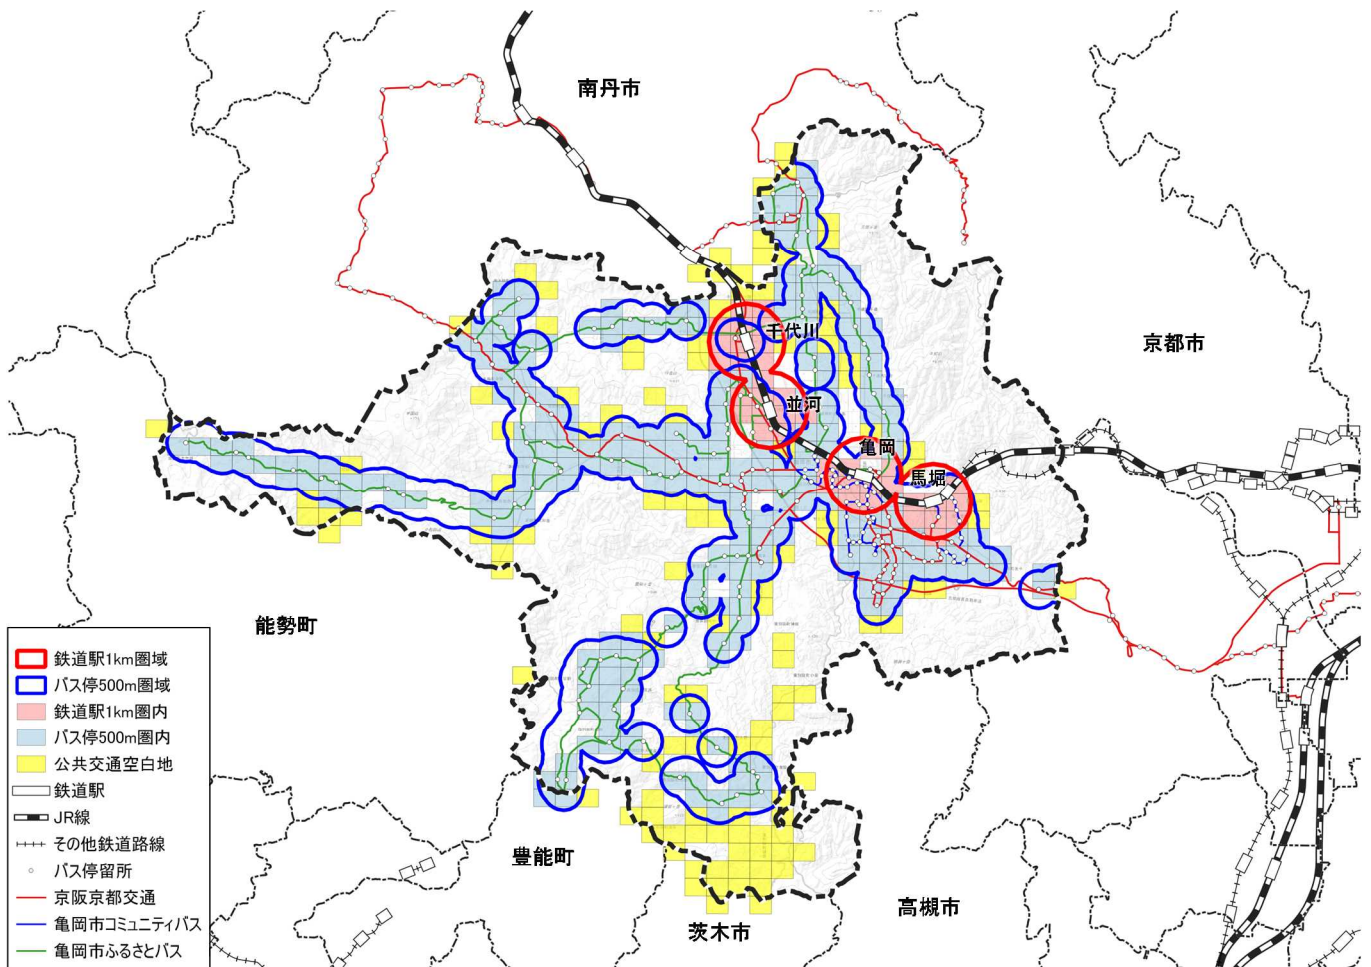 南丹市
千代川
京都市
並河
亀岡
馬堀
能勢町
鉄道駅1km圏域
バス停500m圏域
鉄道駅1km圏内
バス停500m圏内
公共交通空白地
鉄道駅
JR線
その他鉄道路線
バス停留所
京阪京都交通
亀岡市コミュニティバス
亀岡市ふるさとバス
豊能町
高槻市
茨木市